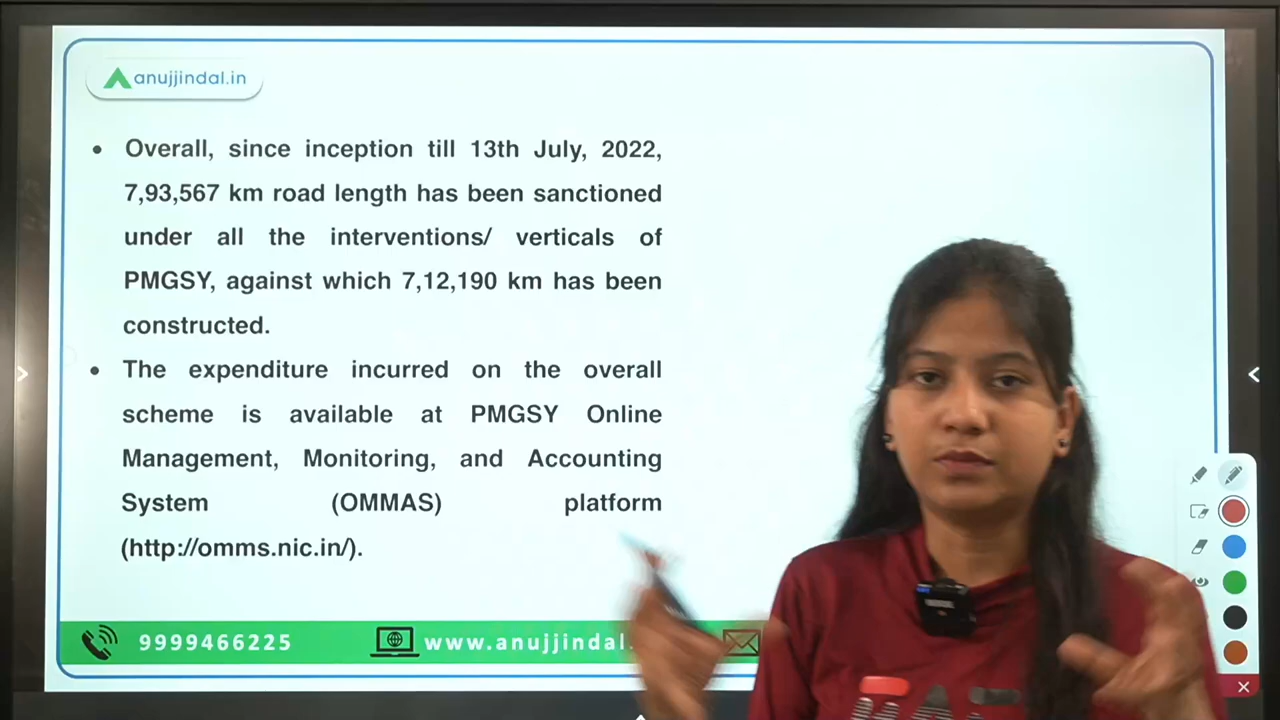 anujjindal.in
• Overall, since inception till 13th July, 2022,
7,93,567 km road length has been sanctioned
under all the interventions/ verticals of
PMGSY, against which 7,12,190 km has been
constructed.
• The expenditure incurred on the overall
scheme is available at PMGSY Online
Management, Monitoring, and Accounting
System (OMMAS) platform
(http://omms.nic.in/).
9999466225 www.anujjindal.